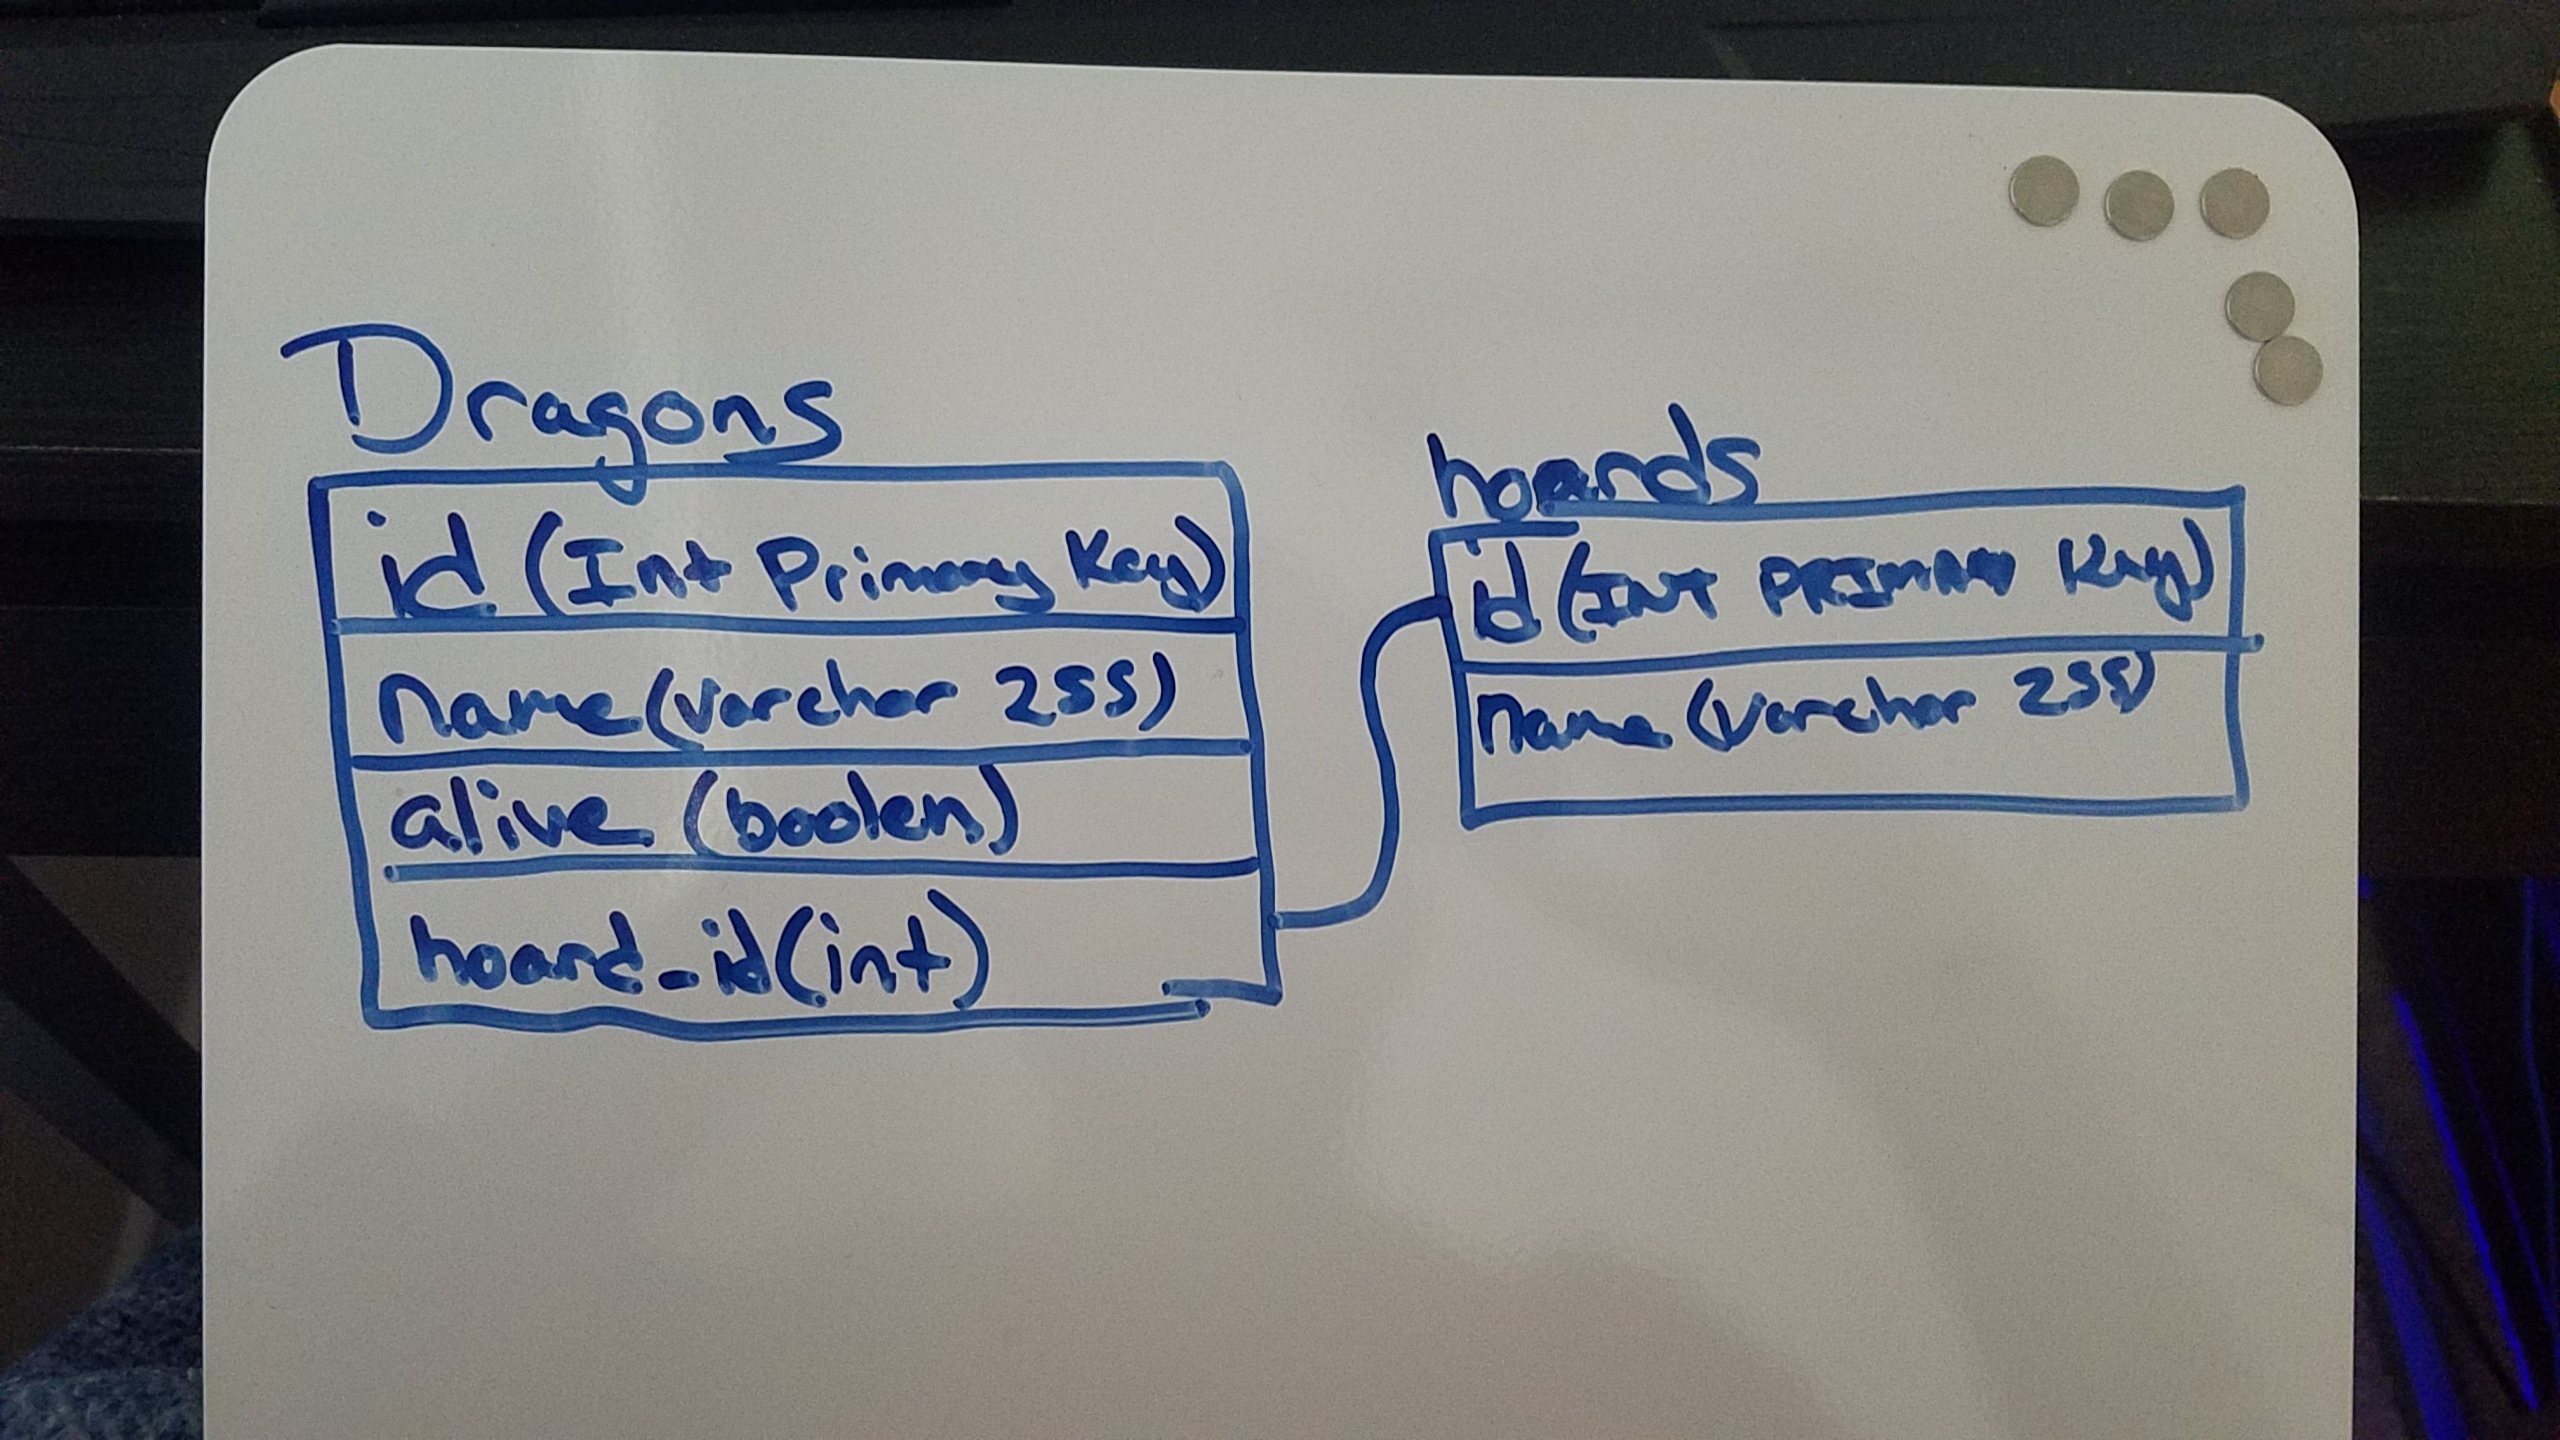 Dragons
id (Int Primary Key)
name (varchar 255)
alive (boolen)
hoard_id (int)
hoards
id (INT PRIMARY Key)
name (varchar 255)